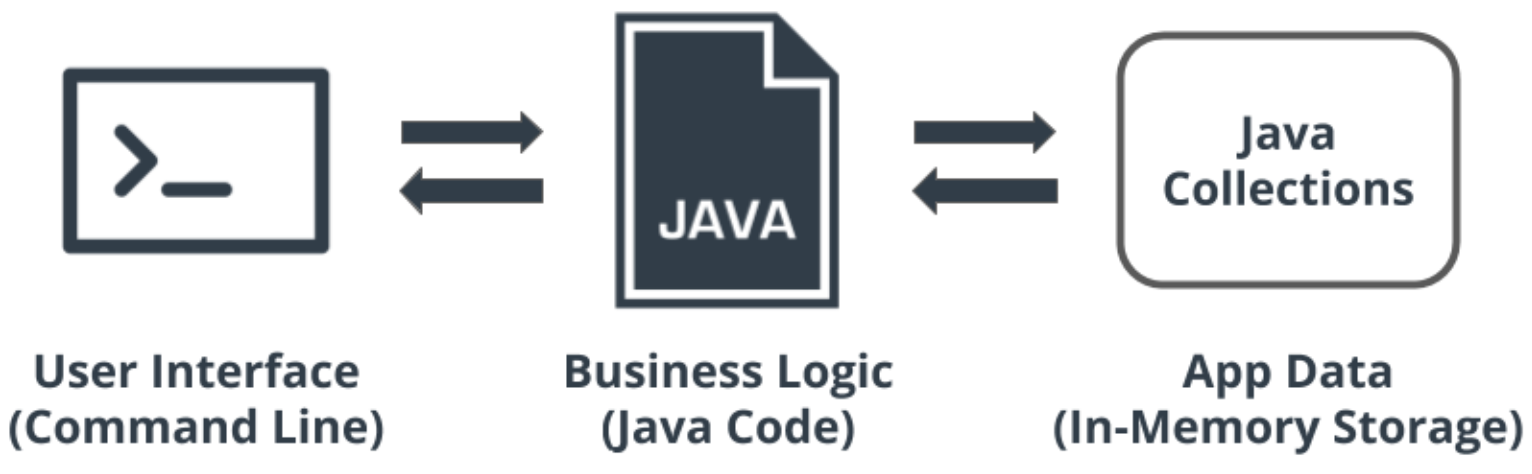 >_
JAVA
Java
Collections
User Interface
(Command Line)
Business Logic
(Java Code)
App Data
(In-Memory Storage)